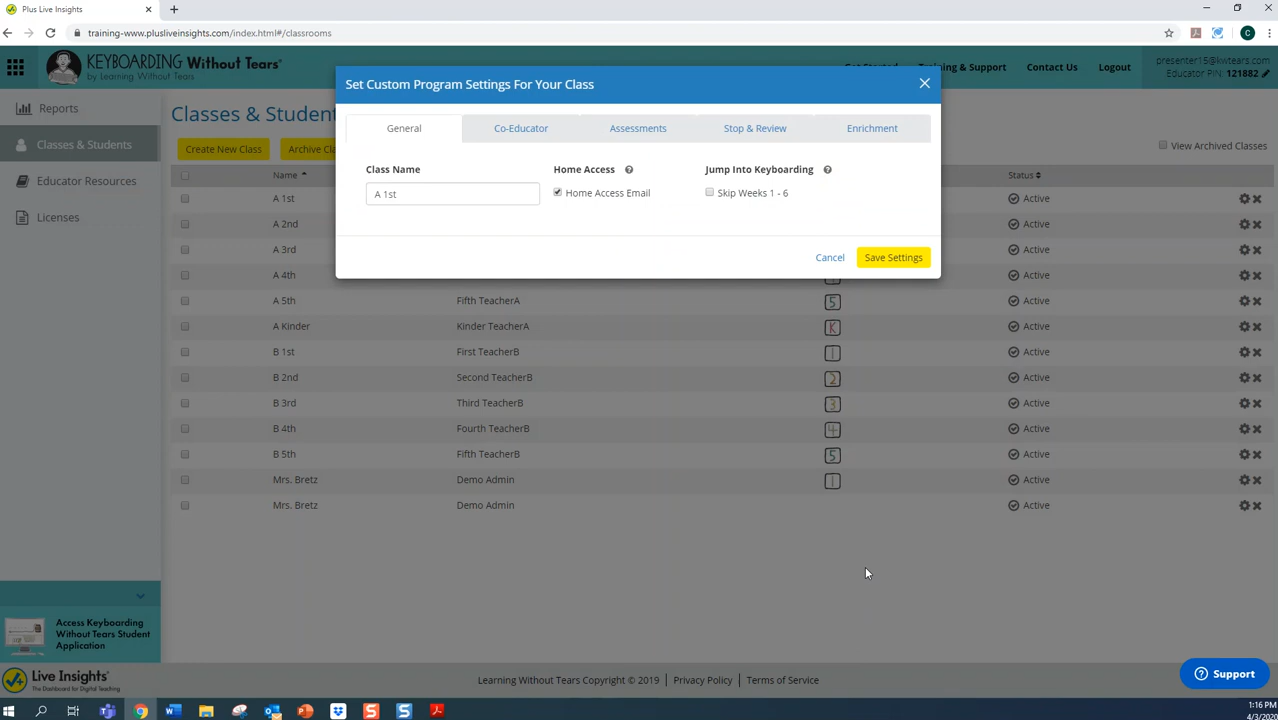 Plus Live Insights
training-www.plusliveinsights.com/index.html#/classrooms
C
KEYBOARDING Without Tears®
by Learning Without Tears
Training & Support
Contact Us
Logout
presenter15@kwtears.com
Educator PIN: 121882
Reports
Classes & Students
Educator Resources
Licenses
Classes & Student
Create New Class
Archive Cla
View Archived Classes
Set Custom Program Settings For Your Class
General
Co-Educator
Assessments
Stop & Review
Enrichment
Class Name
Home Access ?
Jump Into Keyboarding ?
A 1st
Home Access Email
Skip Weeks 1 - 6
Cancel
Save Settings
Name
Status
A 1st Active
A 2nd Active
A 3rd Active
A 4th Active
A 5th Fifth TeacherA 5 Active
A Kinder Kinder TeacherA K Active
B 1st First TeacherB 1 Active
B 2nd Second TeacherB 2 Active
B 3rd Third TeacherB 3 Active
B 4th Fourth TeacherB 4 Active
B 5th Fifth TeacherB 5 Active
Mrs. Bretz Demo Admin 1 Active
Mrs. Bretz Demo Admin Active
Access Keyboarding
Without Tears Student
Application
Live Insights
The Dashboard for Digital Teaching
Learning Without Tears Copyright © 2019 | Privacy Policy | Terms of Service
? Support
1:16 PM